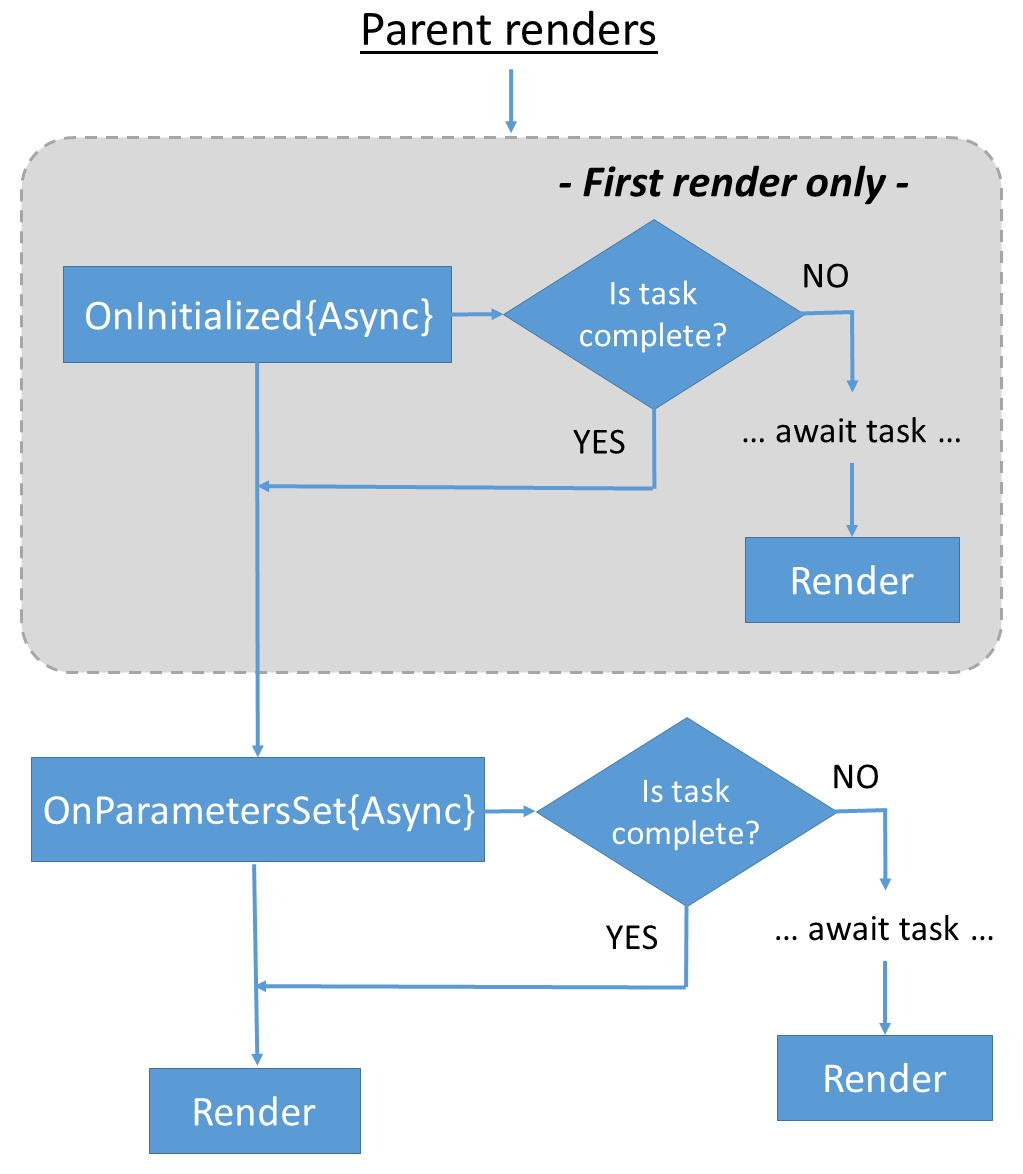 Parent renders
- First render only -
OnInitialized{Async}
Is task
complete?
NO
YES
... await task ...
Render
OnParametersSet{Async}
Is task
complete?
NO
YES
... await task ...
Render
Render